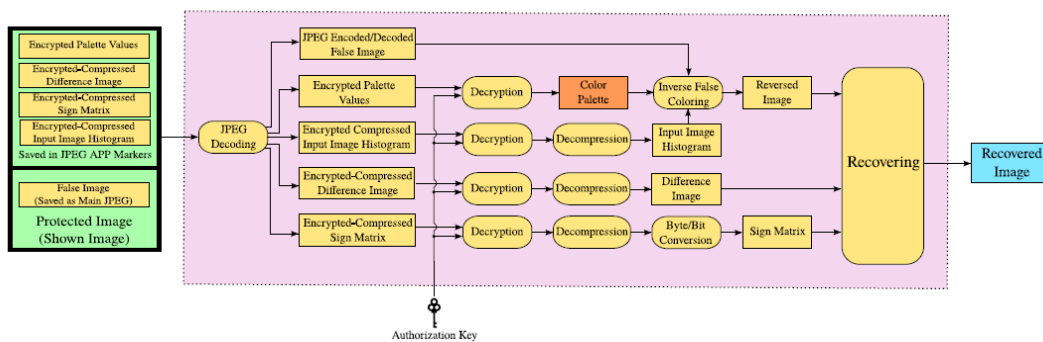 Encrypted Palette Values
Encrypted-Compressed
Difference Image
Encrypted-Compressed
Sign Matrix
Encrypted-Compressed
Input Image Histogram
Saved in JPEG APP Markers
False Image
(Saved as Main JPEG)
Protected Image
(Shown Image)
JPEG
Decoding
JPEG Encoded/Decoded
False Image
Encrypted Palette
Values
Decryption
Color
Palette
Inverse False
Coloring
Reversed
Image
Encrypted Compressed
Input Image Histogram
Decryption
Decompression
Input Image
Histogram
Encrypted-Compressed
Difference Image
Decryption
Decompression
Difference
Image
Encrypted-Compressed
Sign Matrix
Decryption
Decompression
Byte/Bit
Conversion
Sign Matrix
Recovering
Recovered
Image
Authorization Key